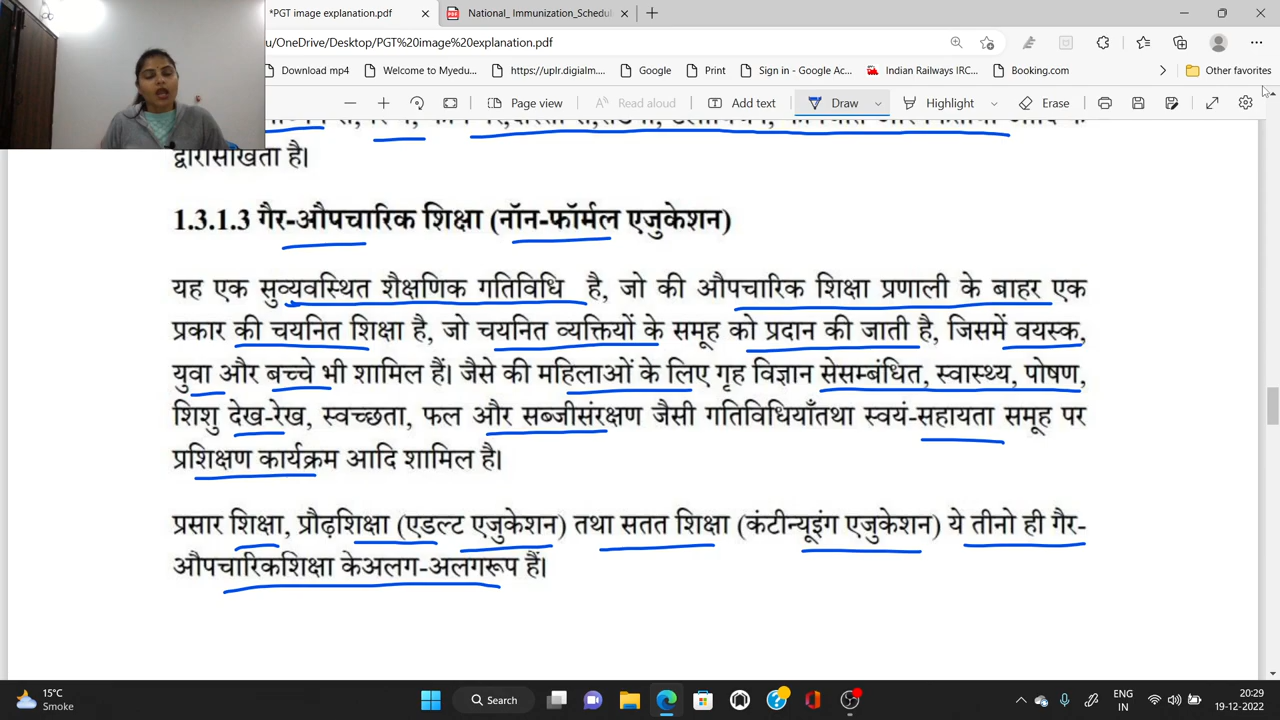 *PGT image explanation.pdf
National_ Immunization_Schedul
u/OneDrive/Desktop/PGT%20image%20explanation.pdf
Download mp4 Welcome to Myedu... https://uplr.digialm... Google Print Sign in - Google Ac... Indian Railways IRC... Booking.com Other favorites
Page view Read aloud Add text Draw Highlight Erase
द्वारासीखता है।
1.3.1.3 गैर-औपचारिक शिक्षा (नॉन-फॉर्मल एजुकेशन)
यह एक सुव्यवस्थित शैक्षणिक गतिविधि है, जो की औपचारिक शिक्षा प्रणाली के बाहर एक
प्रकार की चयनित शिक्षा है, जो चयनित व्यक्तियों के समूह को प्रदान की जाती है, जिसमें वयस्क,
युवा और बच्चे भी शामिल हैं। जैसे की महिलाओं के लिए गृह विज्ञान सेसम्बंधित, स्वास्थ्य, पोषण,
शिशु देख-रेख, स्वच्छता, फल और सब्जीसंरक्षण जैसी गतिविधियाँतथा स्वयं-सहायता समूह पर
प्रशिक्षण कार्यक्रम आदि शामिल है।
प्रसार शिक्षा, प्रौढ़शिक्षा (एडल्ट एजुकेशन) तथा सतत शिक्षा (कंटीन्यूइंग एजुकेशन) ये तीनो ही गैर-
औपचारिकशिक्षा केअलग-अलगरूप हैं।
15°C
Smoke
Search
ENG
IN
20:29
19-12-2022